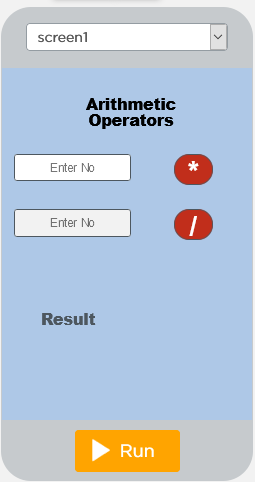 screen1
Arithmetic
Operators
Enter No
*
Enter No
/
Result
Run